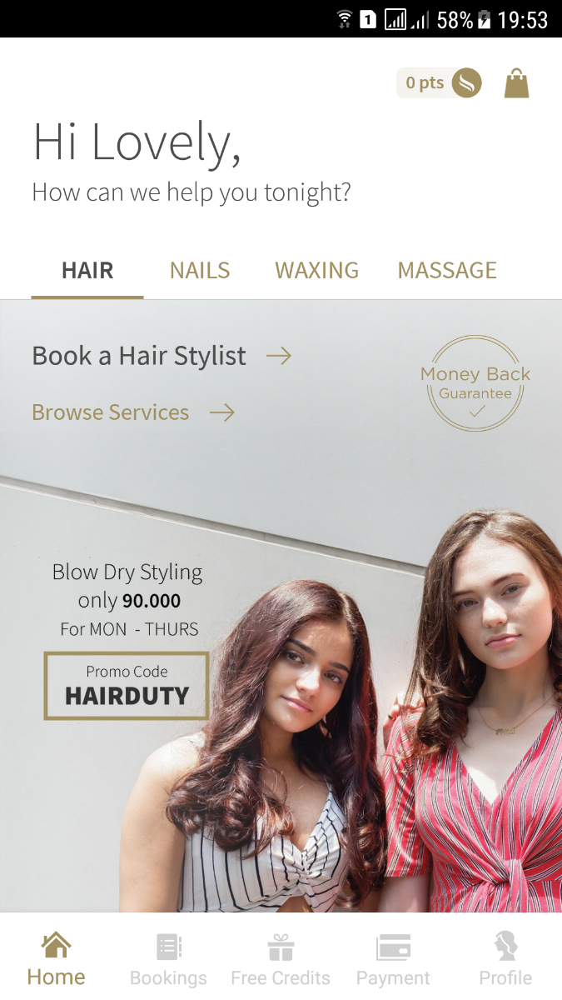 1 58% 19:53
0 pts
Hi Lovely,
How can we help you tonight?
HAIR NAILS WAXING MASSAGE
Book a Hair Stylist
Money Back
Guarantee
Browse Services
Blow Dry Styling
only 90.000
For MON - THURS
Promo Code
HAIRDUTY
Home Bookings Free Credits Payment Profile